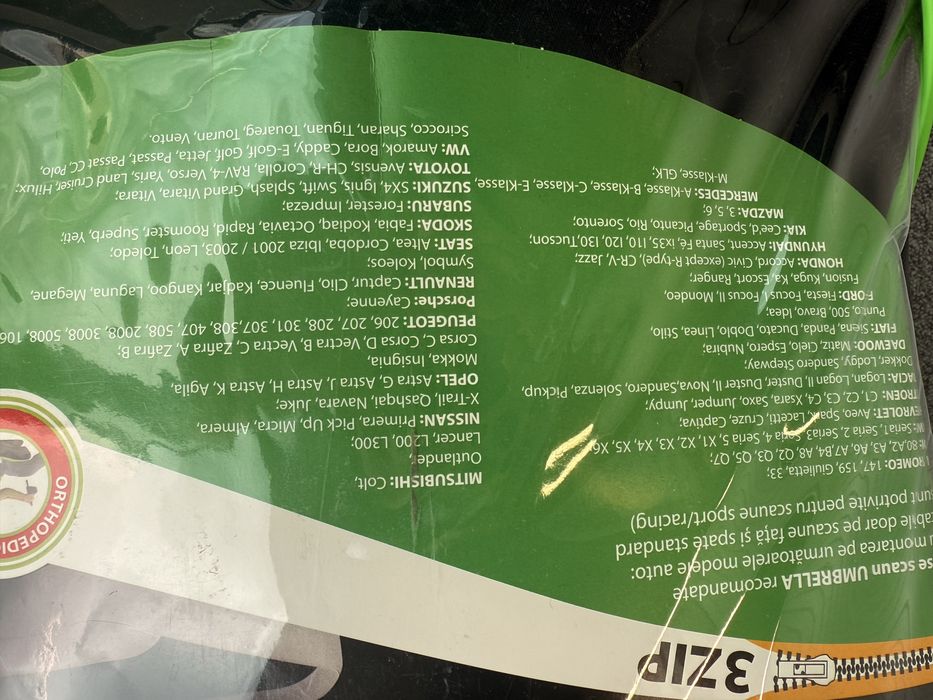 3ZIP
se scaun UMBRELLA recomandate
montarea pe următoarele modele auto:
doar pe scaune față și spate standard
potrivite pentru scaune sport/racing)
ROMEO: 147, 159, Giulietta, 33;
80,A2, A3, A6, A7,B4, A8, Q2, Q3, Q5, Q7;
Seria1, Seria 2, Seria3, Seria 4, Seria 5, X1, X2, X3, X4, X5, X6
EVROLET: Aveo, Spark, Lacetti, Cruze, Captiva;
TROEN: C1, C2, C3, C4, Xsara, Saxo, Jumper, Jumpy;
ACIA: Logan, Logan II, Duster, Duster II, Nova,Sandero, Solenza, Pickup,
Dokker, Lodgy, Sandero Stepway;
DAEWOO: Matiz, Cielo, Espero, Nubira;
FIAT: Siena, Panda, Ducato, Doblo, Linea, Stilo,
Punto, 500, Bravo, Idea;
FORD: Fiesta, Focus I, Focus II, Mondeo,
Fusion, Kuga, Ka, Escort, Ranger;
HONDA: Accord, Civic (except R-type), CR-V, Jazz;
HYUNDAI: Accent, Santa Fé, ix35, i10, i20, i30,Tucson;
KIA: Cee'd, Sportage, Picanto, Rio, Sorento,
MAZDA: 3, 5, 6;
MERCEDES: A-Klasse, B-Klasse, C-Klasse, E-Klasse,
M-Klasse, GLK;
MITSUBISHI: Colt,
Outlander
Lancer, L200, L300;
NISSAN: Primera, Pick Up, Micra, Almera,
X-Trail, Qashqai, Navara, Juke;
OPEL: Astra G, Astra J, Astra H, Astra K, Agila,
Mokka, Insignia,
Corsa C, Corsa D, Vectra B, Vectra C, Zafira A, Zafira B;
PEUGEOT: 206, 207, 208, 301, 307,308, 407, 508, 2008, 3008, 5008, 106
Porsche: Cayenne;
RENAULT: Captur, Clio, Fluence, Kadjar, Kangoo, Laguna, Megane,
Symbol, Koleos;
SEAT: Altea, Cordoba, Ibiza 2001 / 2003, Leon, Toledo;
SKODA: Fabia, Kodiaq, Octavia, Rapid, Roomster, Superb, Yeti;
SUBARU: Forester, Impreza;
SUZUKI: SX4, Ignis, Swift, Splash, Grand Vitara, Vitara;
TOYOTA: Avensis, CH-R, Corolla, RAV-4, Verso, Yaris, Land Cruiser, Hilux;
VW: Amarok, Bora, Caddy, E-Golf, Golf, Jetta, Passat, Passat CC, Polo,
Scirocco, Sharan, Tiguan, Touareg, Touran, Vento.
ORTHOPEDIC